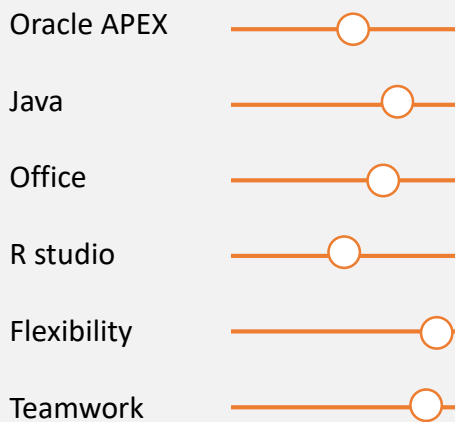 Oracle APEX
Java
Office
R studio
Flexibility
Teamwork